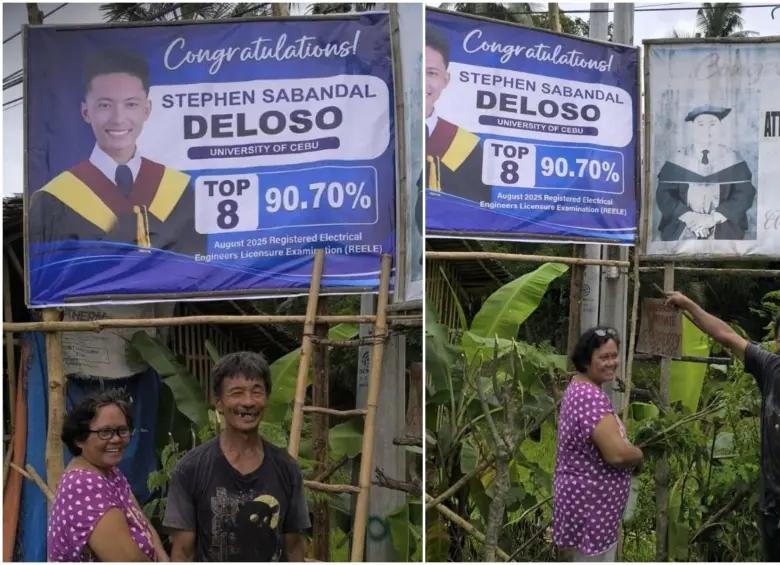 Congratulations!
STEPHEN SABANDAL
DELOSO
UNIVERSITY OF CEBU
TOP
8
90.70%
August 2025 Registered Electrical
Engineers Licensure Examination (REELE)
Congratulations!
STEPHEN SABANDAL
DELOSO
UNIVERSITY OF CEBU
TOP
8
90.70%
August 2025 Registered Electrical
Engineers Licensure Examination (REELE)
PRIVATE